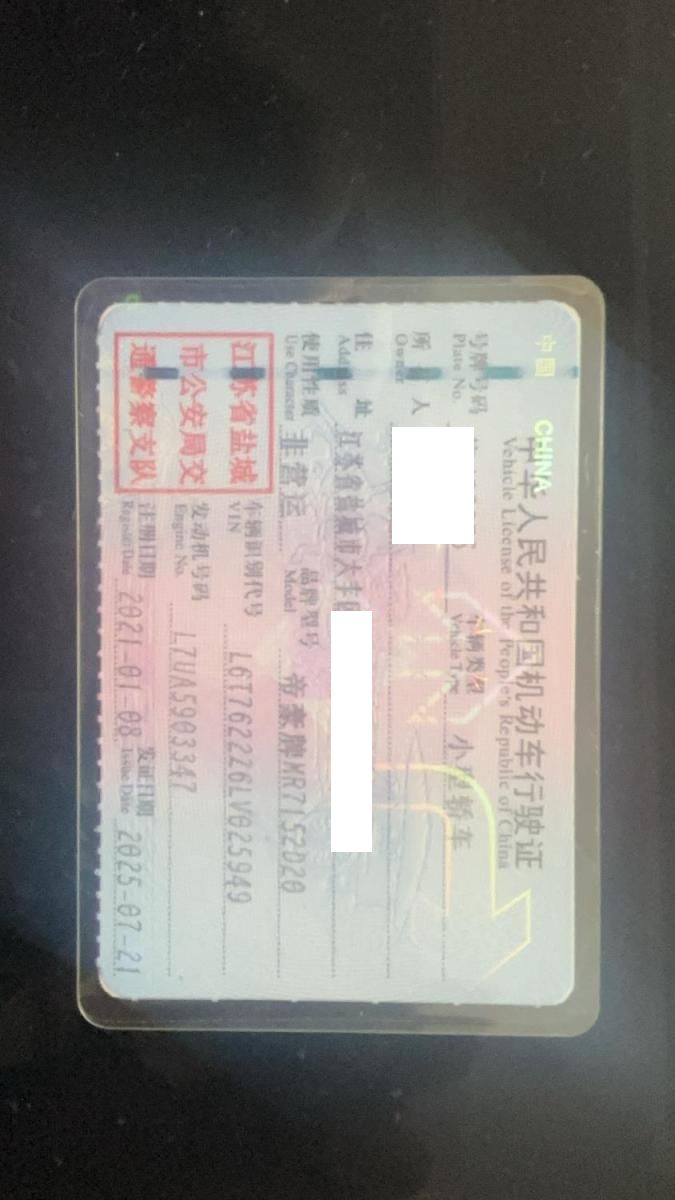 中国 CHINA
中华人民共和国机动车行驶证
Vehicle License of the People's Republic of China
号牌号码 Plate No. 车辆类型 Vehicle Type 小型轿车
所有人 Owner
住址 Address 江苏省盐城市大丰区
使用性质 Use Character 非营运 品牌型号 Model 帝豪牌MR7152D20
江苏省盐城市公安局交通警察支队
车辆识别代号 VIN L6T7622Z6LV025949
发动机号码 Engine No. L7UA5903347
注册日期 Register Date 2021-01-08 发证日期 Issue Date 2025-07-21